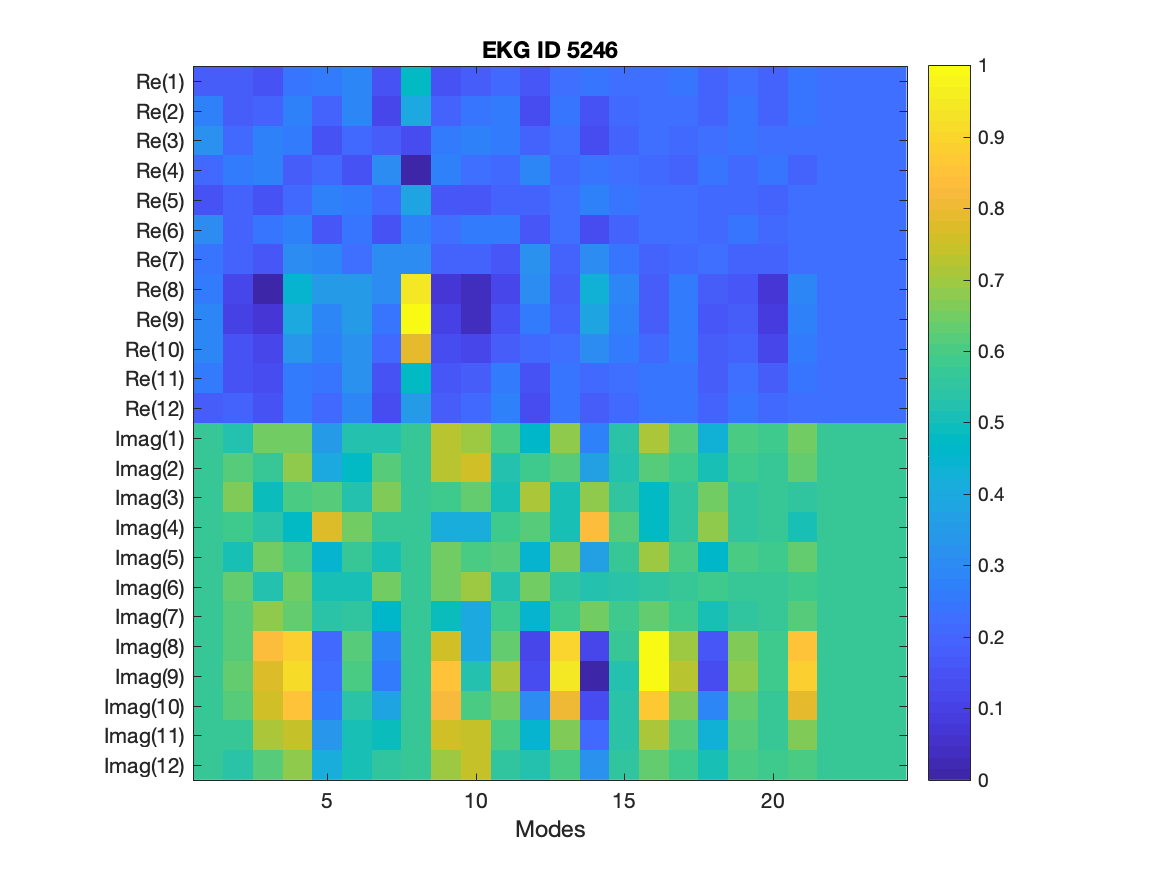 EKG ID 5246
Re(1)
Re(2)
Re(3)
Re(4)
Re(5)
Re(6)
Re(7)
Re(8)
Re(9)
Re(10)
Re(11)
Re(12)
Imag(1)
Imag(2)
Imag(3)
Imag(4)
Imag(5)
Imag(6)
Imag(7)
Imag(8)
Imag(9)
Imag(10)
Imag(11)
Imag(12)
5 10 15 20
Modes
1
0.9
0.8
0.7
0.6
0.5
0.4
0.3
0.2
0.1
0